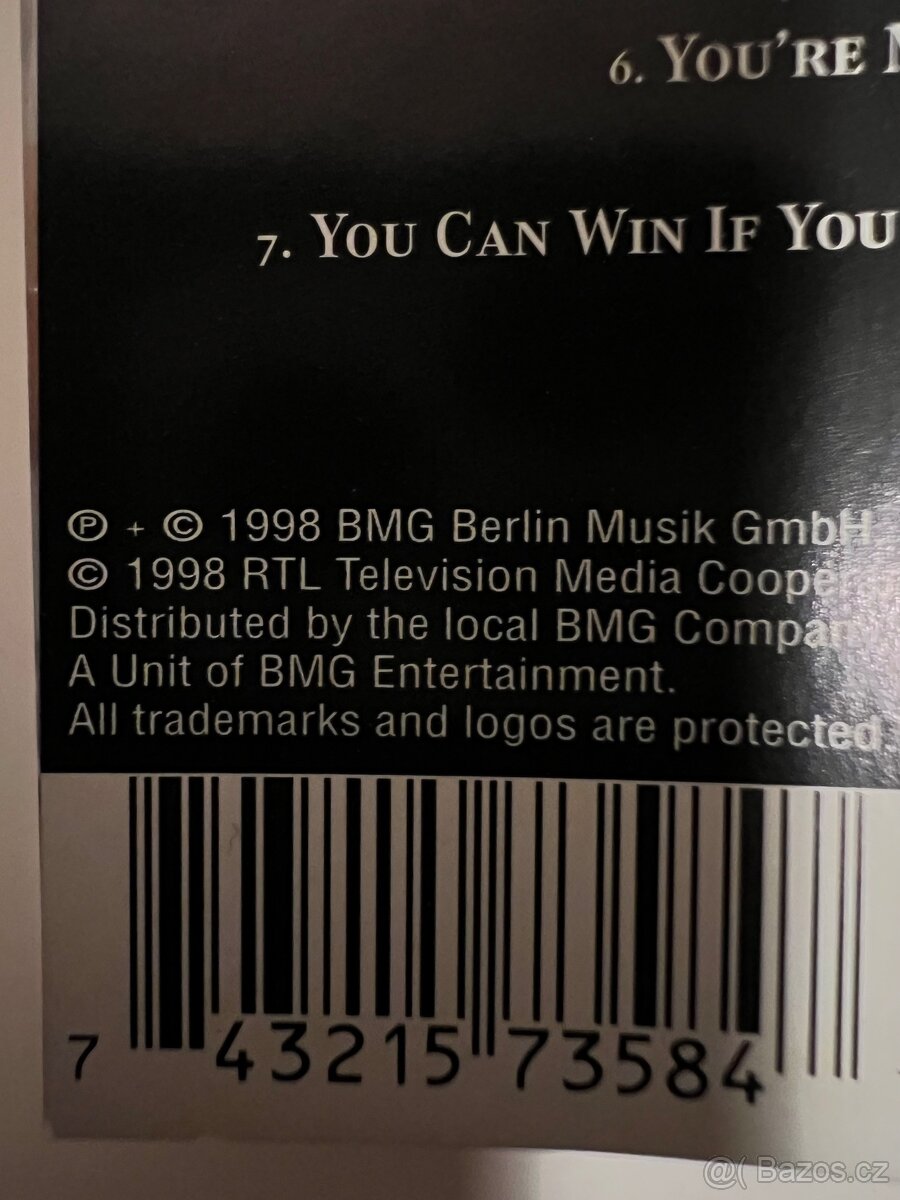 6. YOU'RE
7. YOU CAN WIN IF YOU
℗ + © 1998 BMG Berlin Musik GmbH
© 1998 RTL Television Media Cooper
Distributed by the local BMG Company
A Unit of BMG Entertainment.
All trademarks and logos are protected.
7 43215 73584
@( Bazos.cz